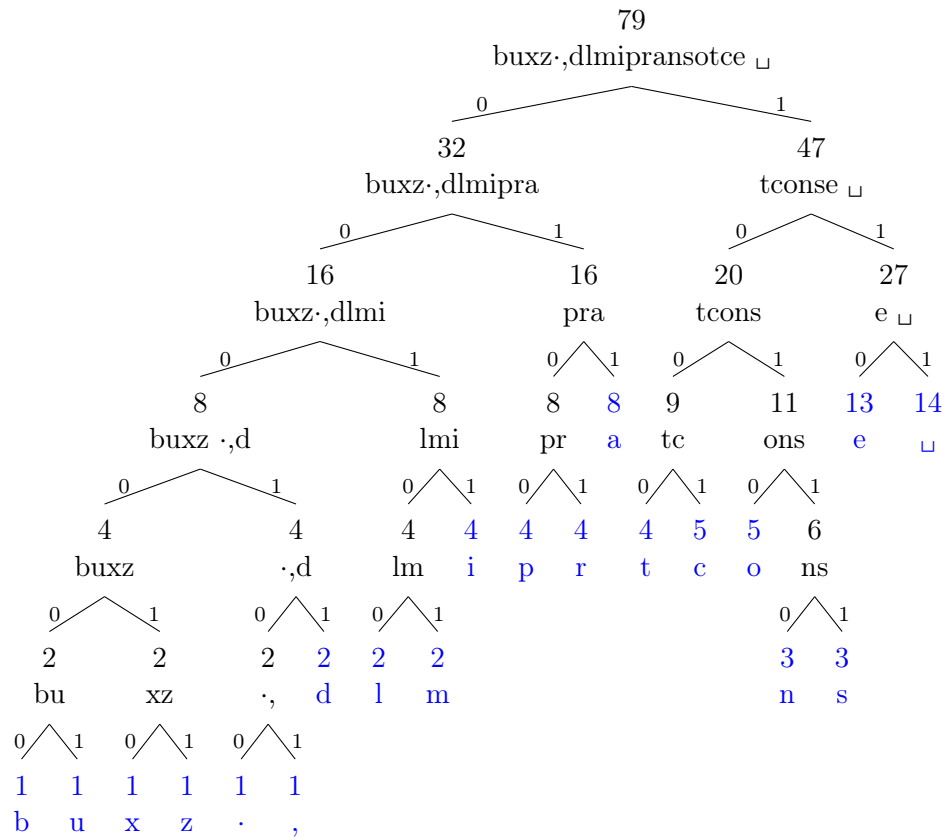 79
buxz·,dlmipransotce ␣
0 1
32 47
buxz·,dlmipra tconse ␣
0 1 0 1
16 16 20 27
buxz·,dlmi pra tcons e ␣
0 1 0 1 0 1 0 1
8 8 8 8 9 11 13 14
buxz ·,d lmi pr a tc ons e ␣
0 1 0 1 0 1 0 1 0 1
4 4 4 4 4 4 4 5 5 6
buxz ·,d lm i p r t c o ns
0 1 0 1 0 1 0 1
2 2 2 2 2 2 3 3
bu xz ·, d l m n s
0 1 0 1 0 1
1 1 1 1 1 1
b u x z · ,